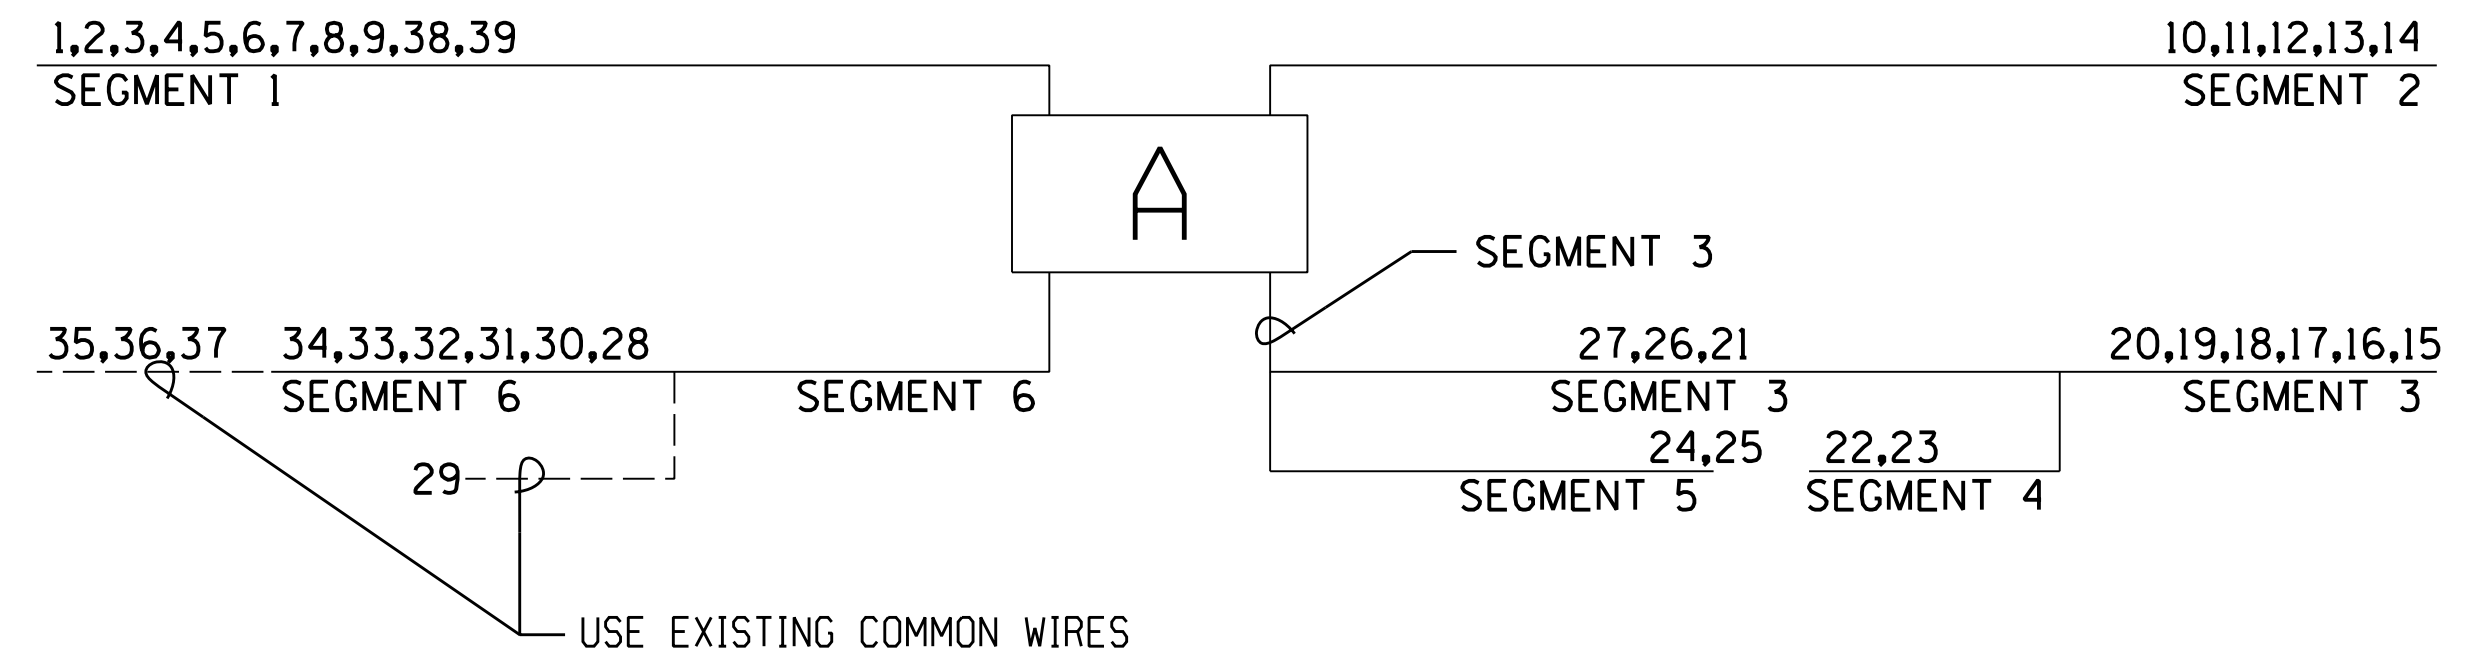 1,2,3,4,5,6,7,8,9,38,39
SEGMENT 1
10,11,12,13,14
SEGMENT 2
A
SEGMENT 3
35,36,37
34,33,32,31,30,28
SEGMENT 6
SEGMENT 6
27,26,21
SEGMENT 3
20,19,18,17,16,15
SEGMENT 3
29
24,25
SEGMENT 5
22,23
SEGMENT 4
USE EXISTING COMMON WIRES